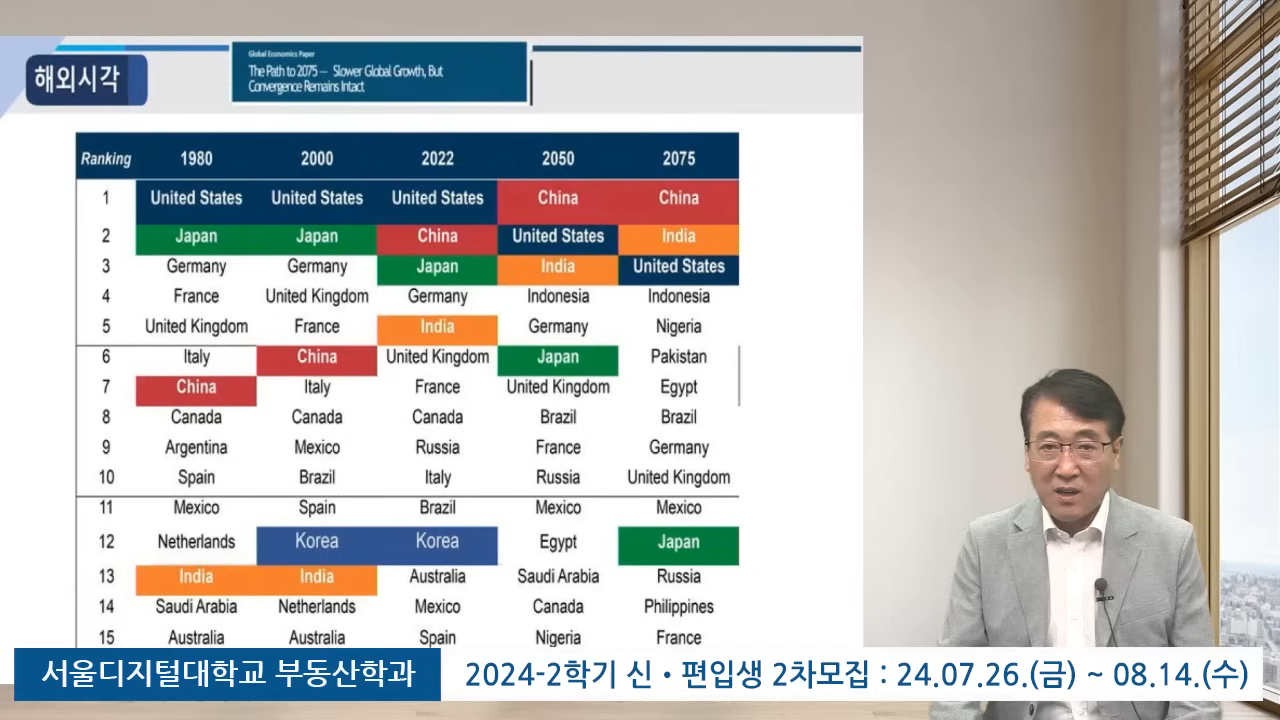 해외시각
Global Economics Paper
The Path to 2075 — Slower Global Growth, But
Convergence Remains Intact
Ranking 1980 2000 2022 2050 2075
1 United States United States United States China China
2 Japan Japan China United States India
3 Germany Germany Japan India United States
4 France United Kingdom Germany Indonesia Indonesia
5 United Kingdom France India Germany Nigeria
6 Italy China United Kingdom Japan Pakistan
7 China Italy France United Kingdom Egypt
8 Canada Canada Canada Brazil Brazil
9 Argentina Mexico Russia France Germany
10 Spain Brazil Italy Russia United Kingdom
11 Mexico Spain Brazil Mexico Mexico
12 Netherlands Korea Korea Egypt Japan
13 India India Australia Saudi Arabia Russia
14 Saudi Arabia Netherlands Mexico Canada Philippines
15 Australia Australia Spain Nigeria France
서울디지털대학교 부동산학과 2024-2학기 신・편입생 2차모집 : 24.07.26.(금) ~ 08.14.(수)